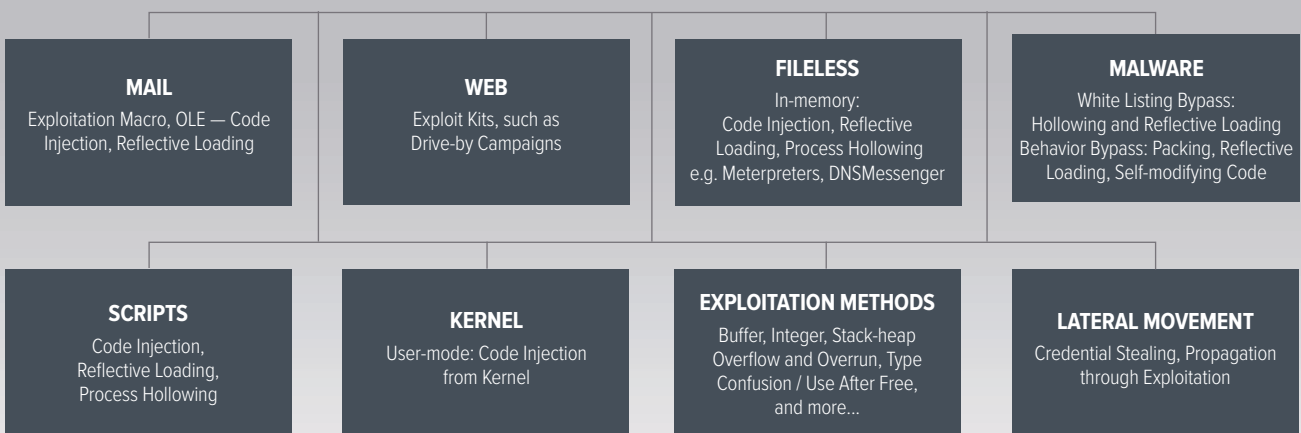 MAIL
Exploitation Macro, OLE — Code
Injection, Reflective Loading
WEB
Exploit Kits, such as
Drive-by Campaigns
FILELESS
In-memory:
Code Injection, Reflective
Loading, Process Hollowing
e.g. Meterpreters, DNSMessenger
MALWARE
White Listing Bypass:
Hollowing and Reflective Loading
Behavior Bypass: Packing, Reflective
Loading, Self-modifying Code
SCRIPTS
Code Injection,
Reflective Loading,
Process Hollowing
KERNEL
User-mode: Code Injection
from Kernel
EXPLOITATION METHODS
Buffer, Integer, Stack-heap
Overflow and Overrun, Type
Confusion / Use After Free,
and more...
LATERAL MOVEMENT
Credential Stealing, Propagation
through Exploitation